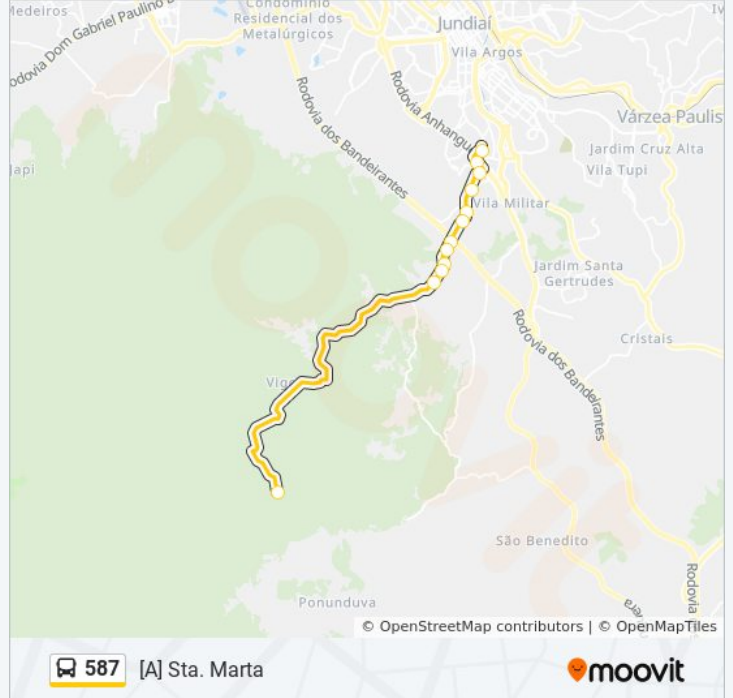 Medeiros
Condomínio
Residencial dos
Metalúrgicos
Jundiaí
Vila Argos
Rodovia Dom Gabriel Paulino
Rodovia Anhangu
Rodovia dos Bandeirantes
Várzea Paulis
Jardim Cruz Alta
Vila Tupi
Japi
Vila Militar
Jardim Santa
Gertrudes
Rodovia dos Bandeirantes
Cristais
São Benedito
Ponunduva
Rodovia
© OpenStreetMap contributors | © OpenMapTiles
587 [A] Sta. Marta
moovit